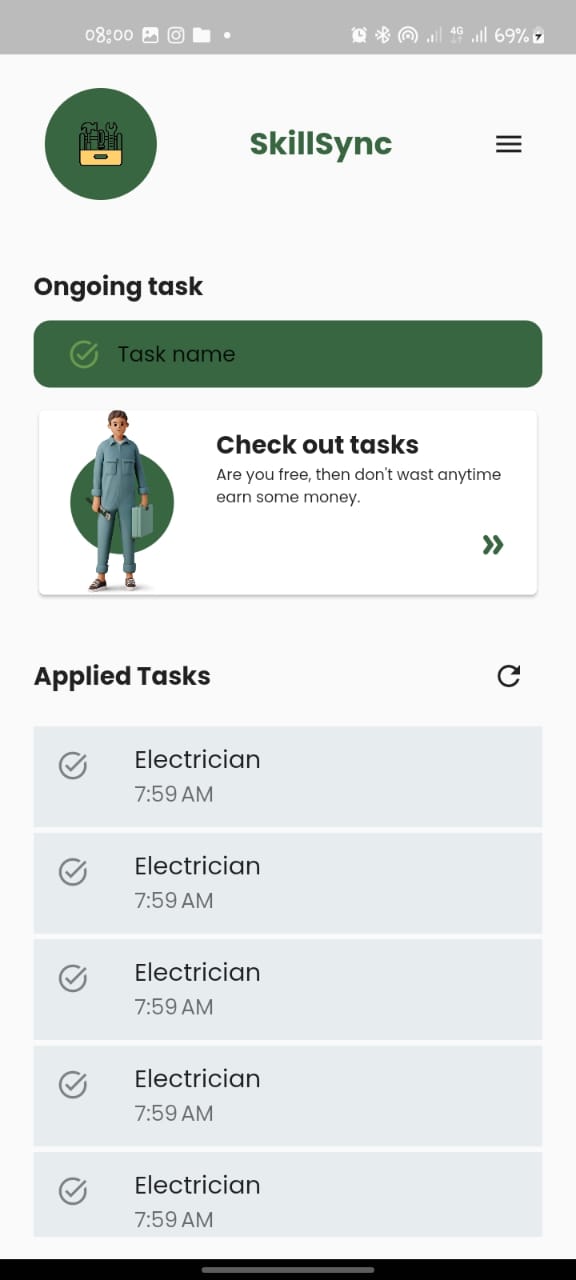 08:00 4G 69%
SkillSync
Ongoing task
Task name
Check out tasks
Are you free, then don't wast anytime
earn some money.
Applied Tasks
Electrician
7:59 AM
Electrician
7:59 AM
Electrician
7:59 AM
Electrician
7:59 AM
Electrician
7:59 AM